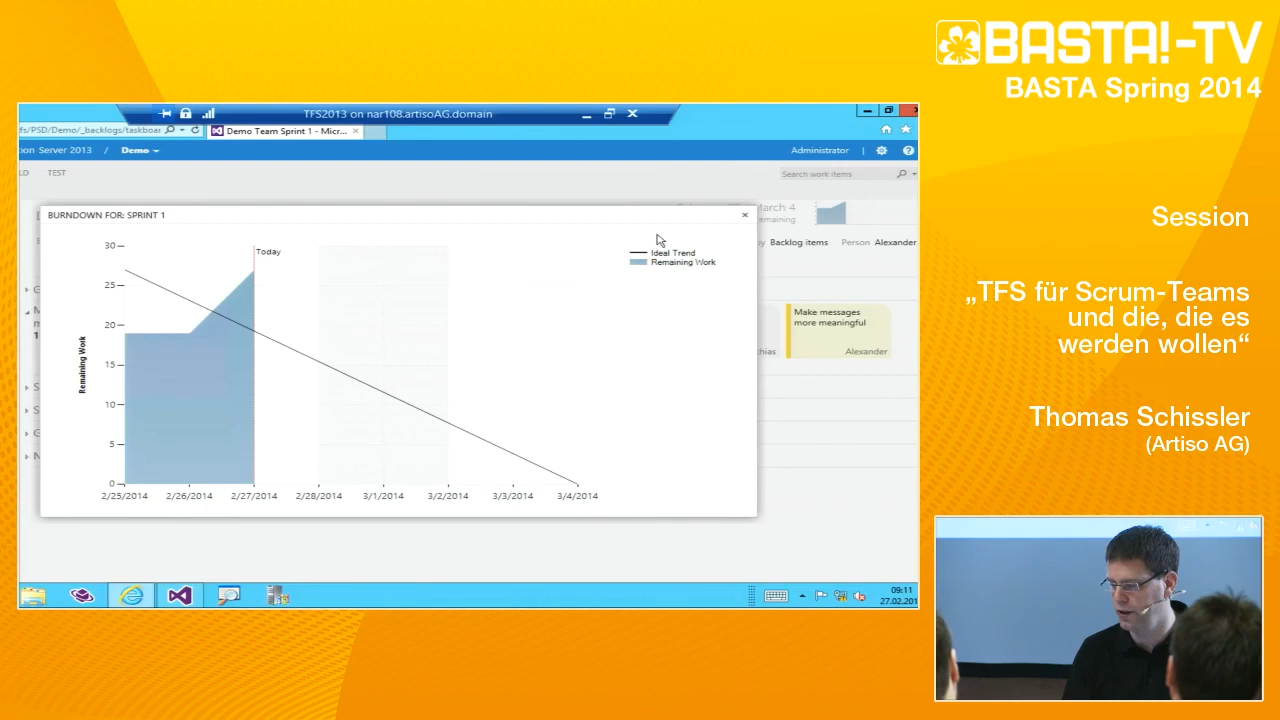 BASTA!-TV
BASTA Spring 2014
TFS2013 on nar108.artisoAG.domain
fs/PSD/Demo/_backlogs/taskboar
Demo Team Sprint 1 - Micr...
on Server 2013 / Demo
Administrator
TEST
Search work items
March 4
BURNDOWN FOR: SPRINT 1
Backlog items Person Alexander
Today
Ideal Trend
Remaining Work
30
25
20
15
10
5
0
Remaining Work
2/25/2014 2/26/2014 2/27/2014 2/28/2014 3/1/2014 3/2/2014 3/3/2014 3/4/2014
Make messages
more meaningful
Alexander
09:11
27.02.201
Session
„TFS für Scrum-Teams
und die, die es
werden wollen“
Thomas Schissler
(Artiso AG)